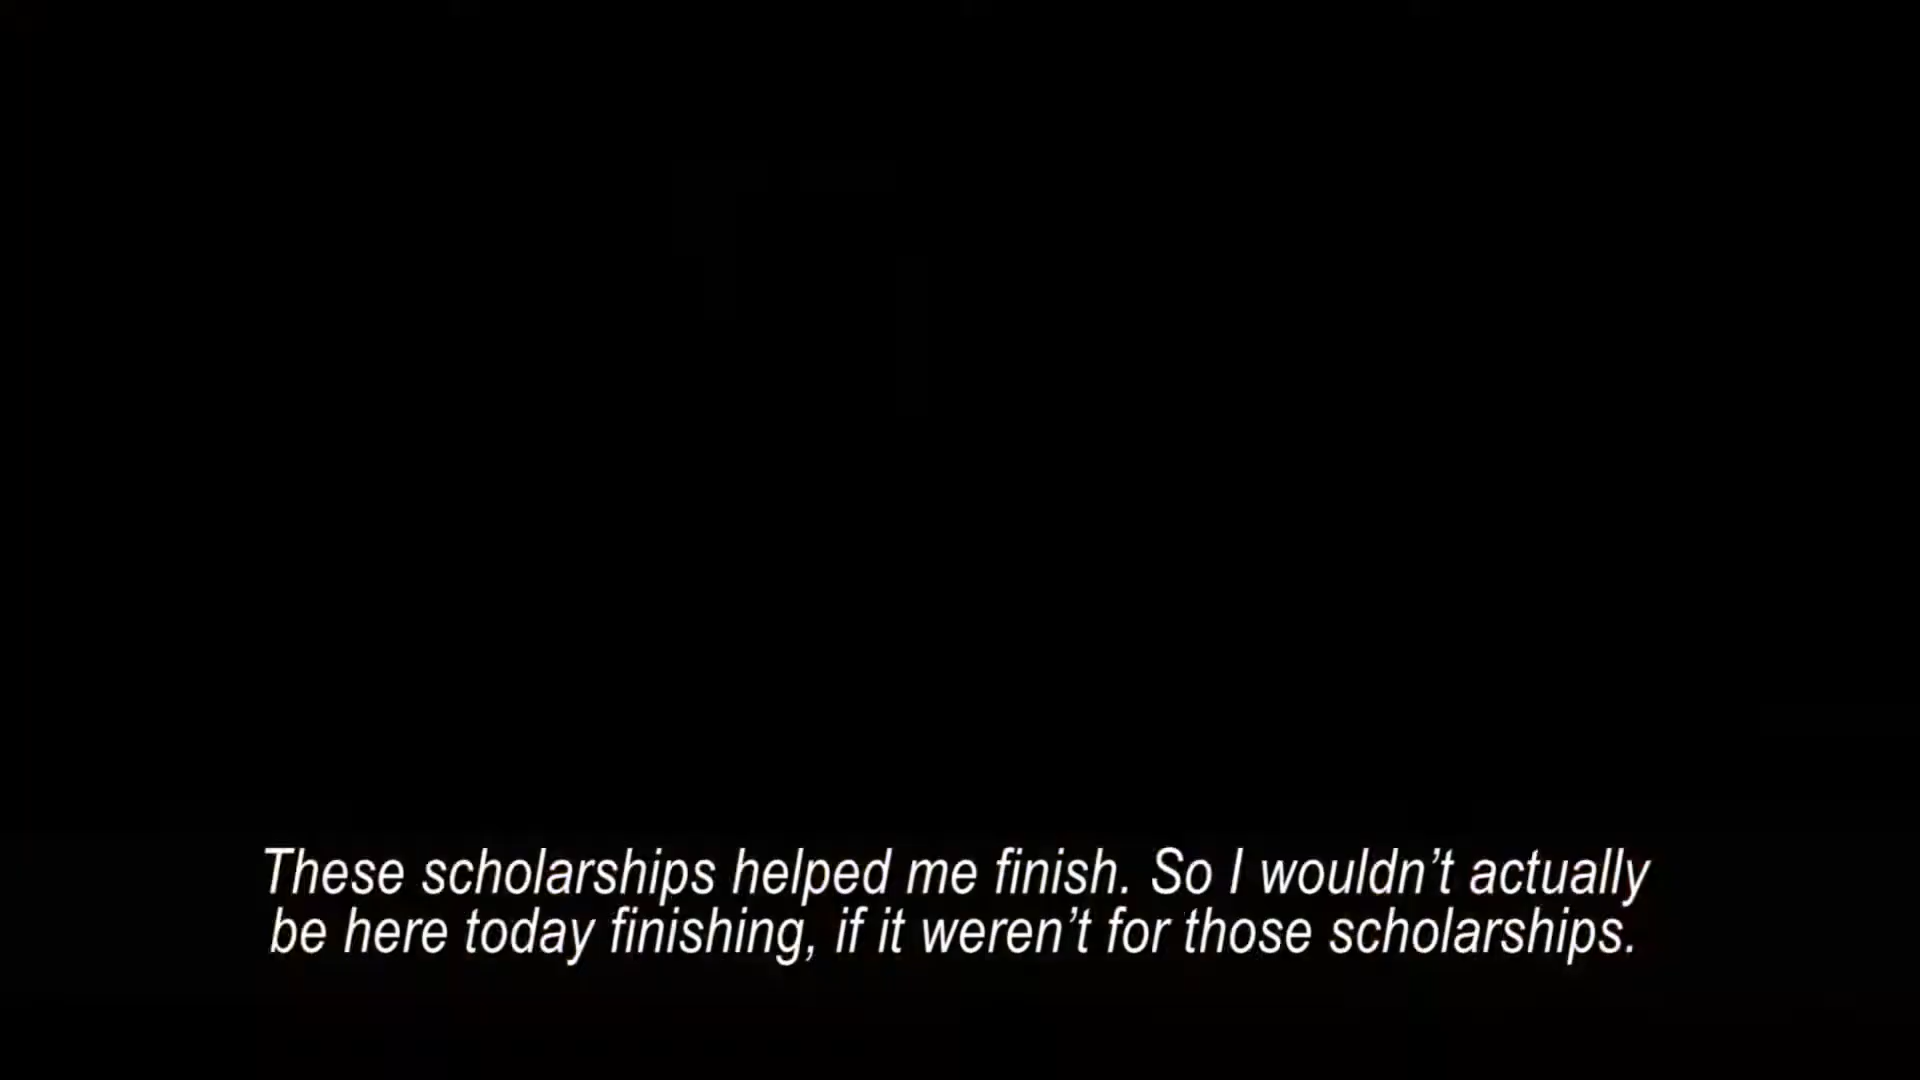 These scholarships helped me finish. So I wouldn’t actually
be here today finishing, if it weren’t for those scholarships.